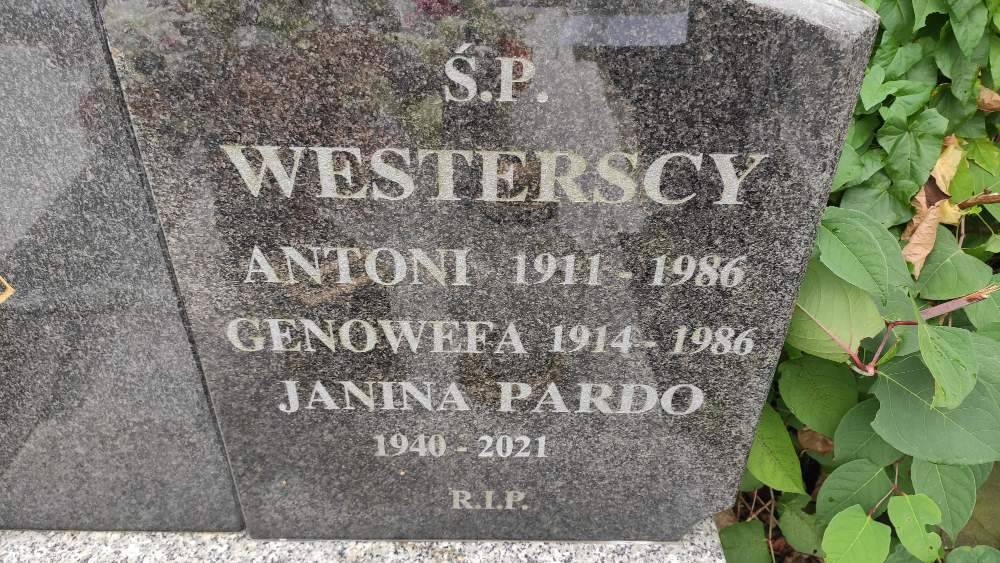 Ś.P.
WESTERSCY
ANTONI 1911 - 1986
GENOWEFA 1914 - 1986
JANINA PARDO
1940 - 2021
R.I.P.